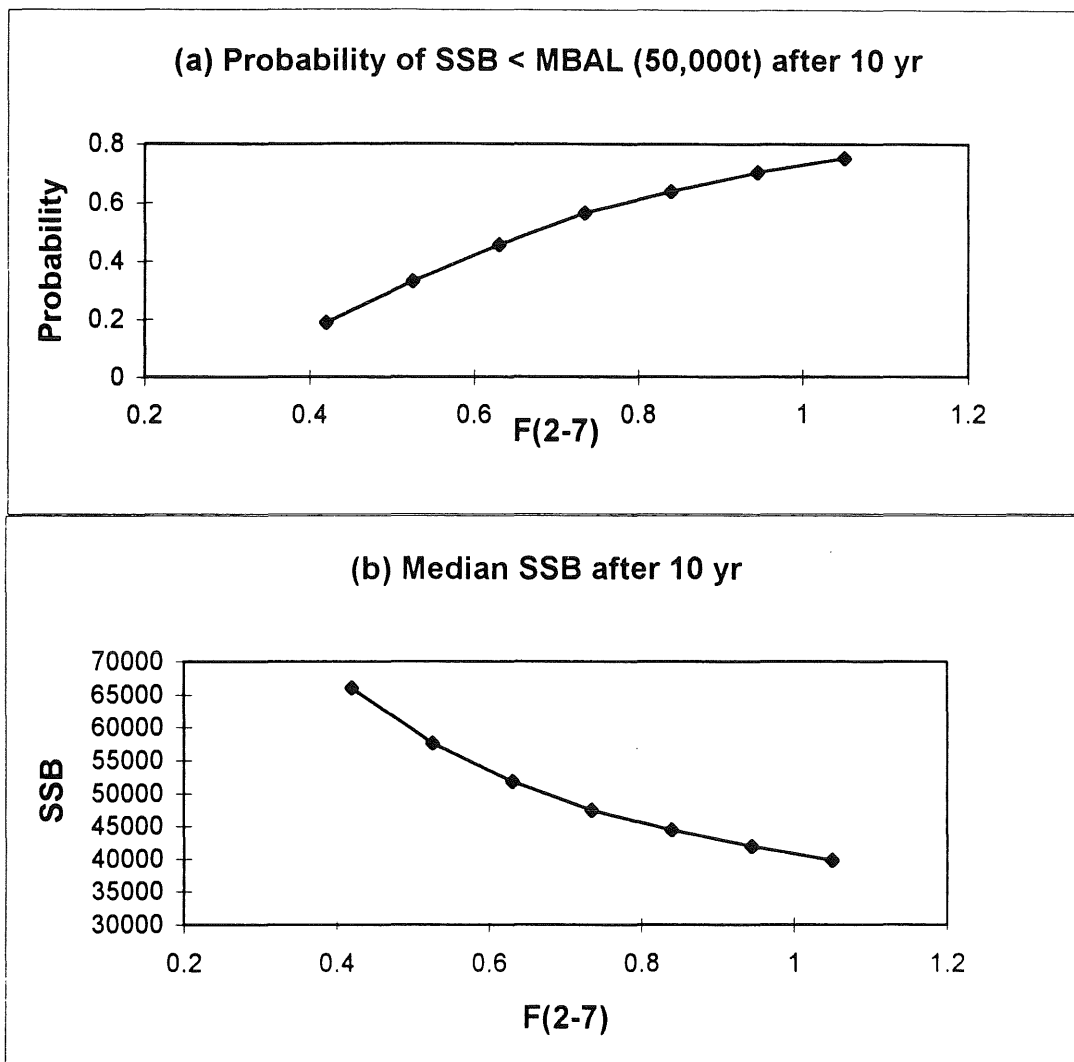 (a) Probability of SSB < MBAL (50,000t) after 10 yr
Probability
0.8
0.6
0.4
0.2
0
0.2 0.4 0.6 0.8 1 1.2
F(2-7)
(b) Median SSB after 10 yr
SSB
70000
65000
60000
55000
50000
45000
40000
35000
30000
0.2 0.4 0.6 0.8 1 1.2
F(2-7)